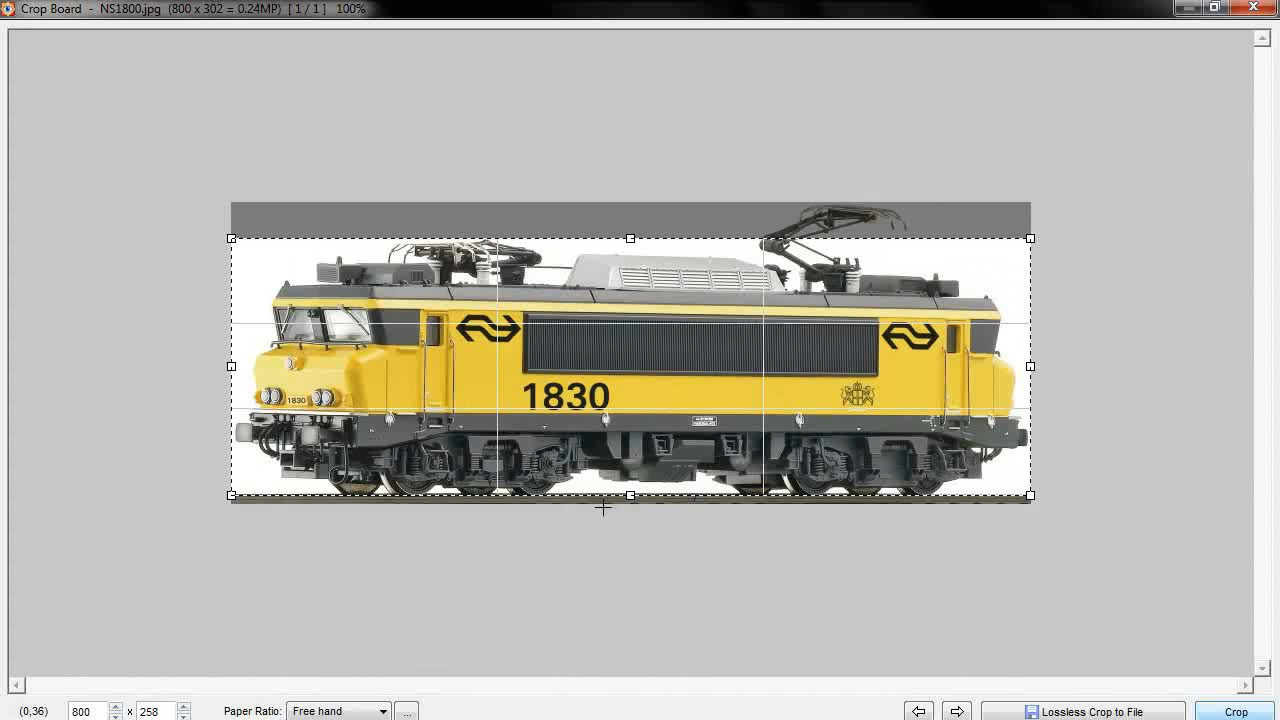 Crop Board - NS1800.jpg (800 x 302 = 0.24MP) [ 1 / 1 ] 100%
1830
1830
(0,36) 800 x 258 Paper Ratio: Free hand ... Lossless Crop to File Crop